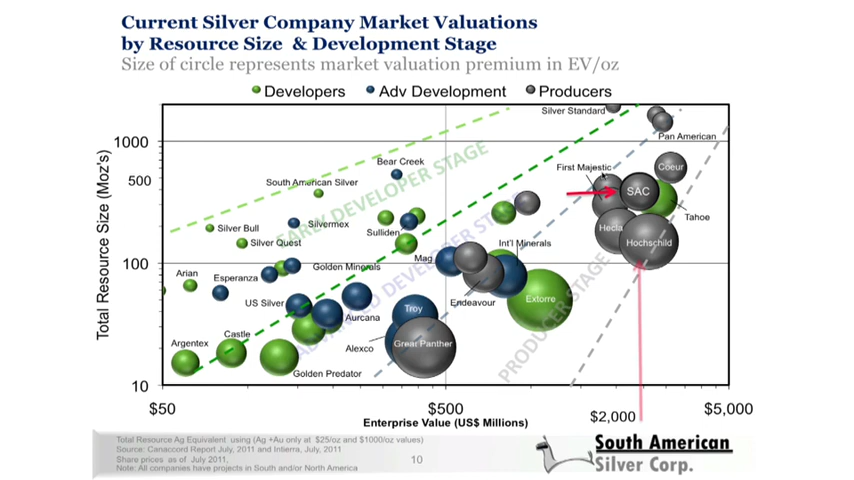 Current Silver Company Market Valuations
by Resource Size & Development Stage
Size of circle represents market valuation premium in EV/oz
Developers Adv Development Producers
Total Resource Size (Moz's)
1000
500
100
10
Silver Standard
Pan American
Bear Creek
First Majestic
Coeur
South American Silver
SAC
Tahoe
Silver Bull
Silvermex
Sulliden
Hecla
Silver Quest
Int'l Minerals
Hochschild
Mag
Arian
Golden Minerals
Esperanza
US Silver
Endeavour
Extorre
Troy
Aurcana
Castle
Argentex
Alexco
Great Panther
Golden Predator
EARLY DEVELOPER STAGE
ADVANCED DEVELOPER STAGE
PRODUCER STAGE
$50
$500
$2,000
$5,000
Enterprise Value (US$ Millions)
Total Resource Ag Equivalent using (Ag +Au only at $25/oz and $1000/oz values)
Source: Canaccord Report July, 2011 and Intierra, July, 2011
Share prices as of July 2011,
Note: All companies have projects in South and/or North America
10
South American
Silver Corp.